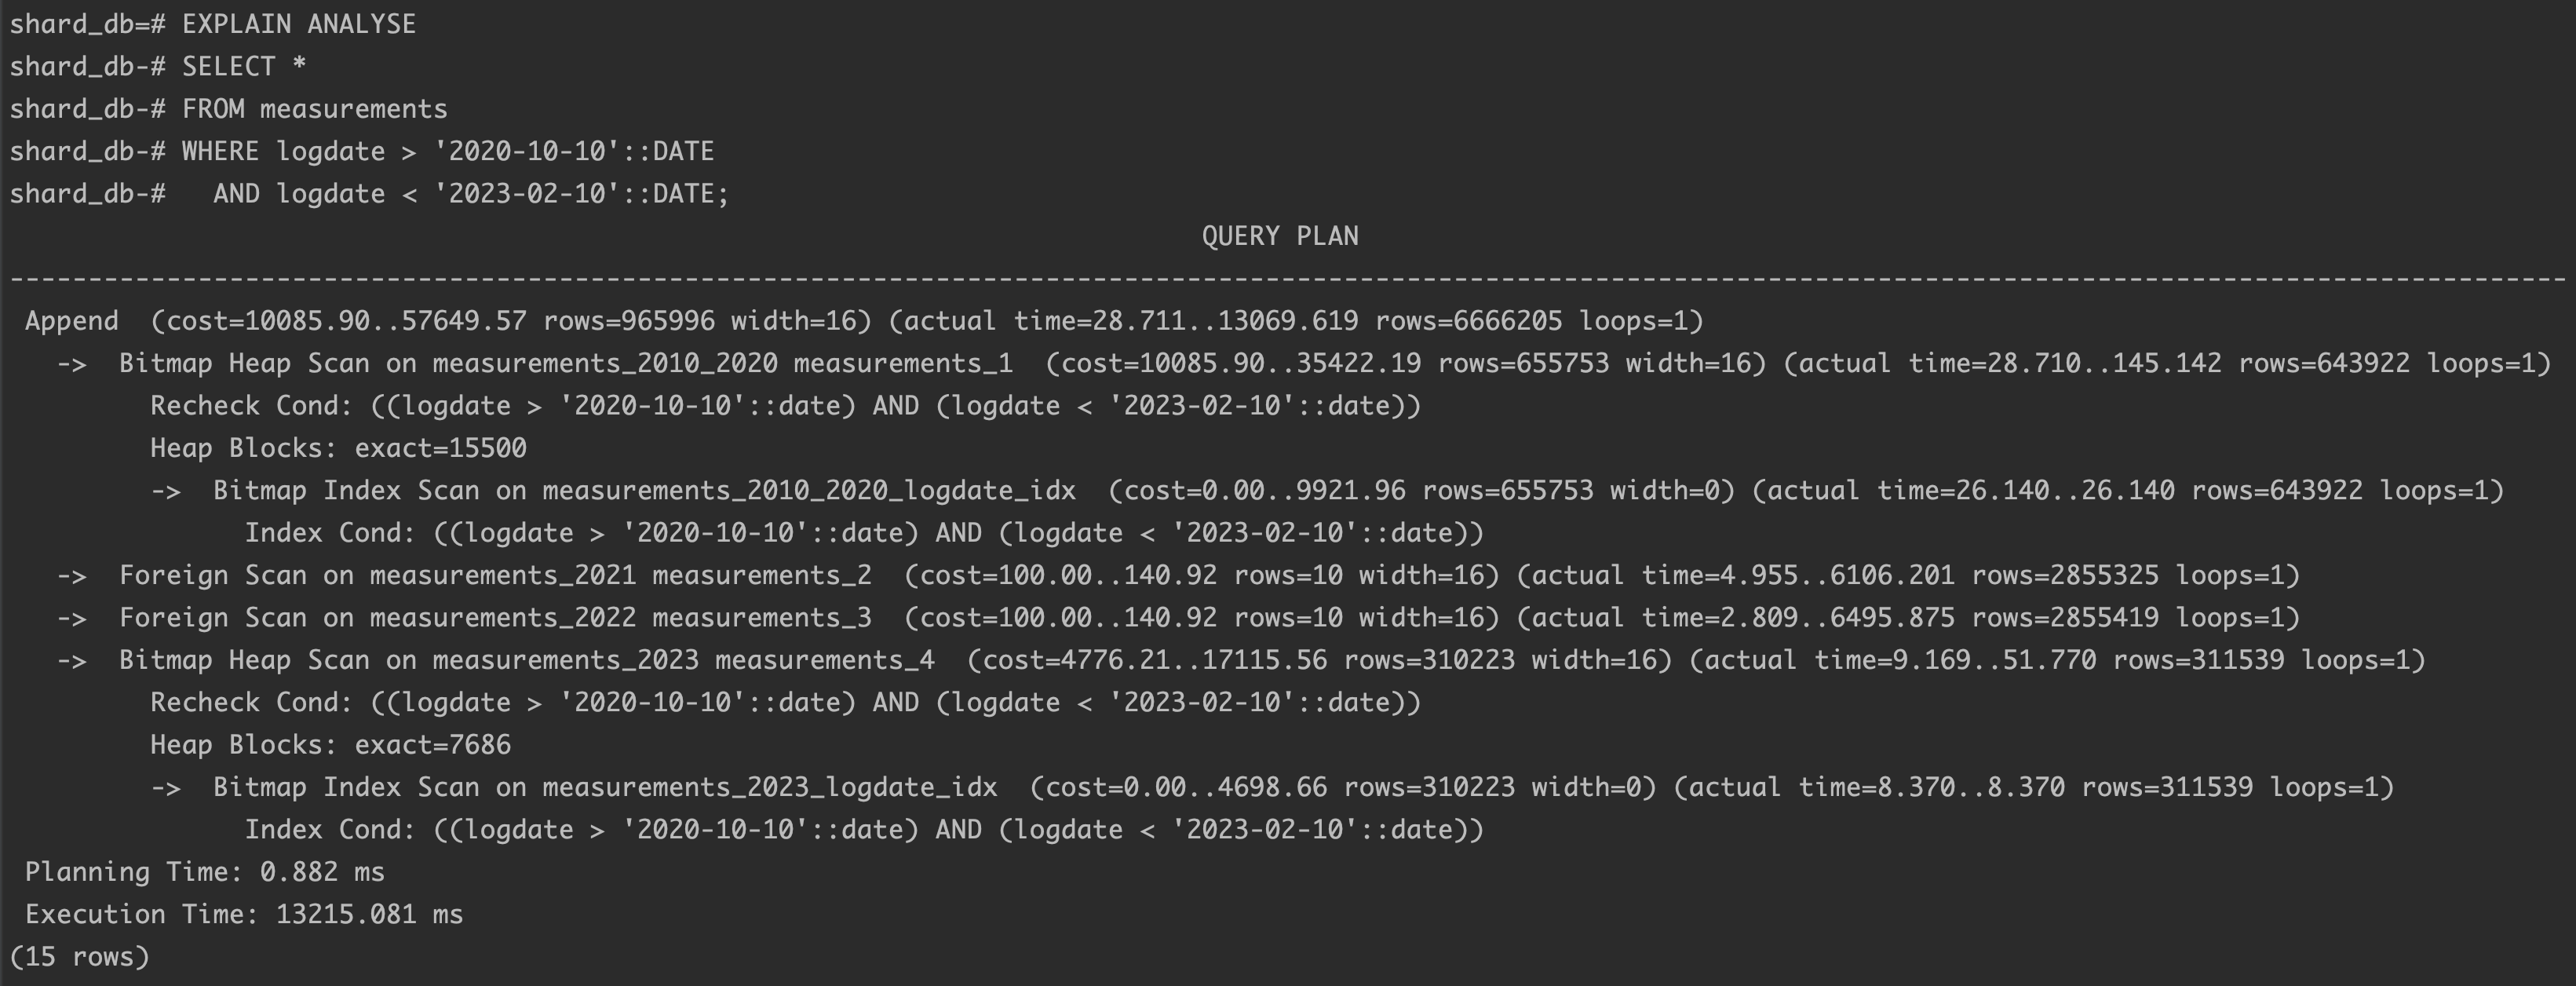 shard_db=# EXPLAIN ANALYSE
shard_db-# SELECT *
shard_db-# FROM measurements
shard_db-# WHERE logdate > '2020-10-10'::DATE
shard_db-#   AND logdate < '2023-02-10'::DATE;
QUERY PLAN
-------------------------------------------------------------------------------------------------------------------------------------------------------------------
 Append  (cost=10085.90..57649.57 rows=965996 width=16) (actual time=28.711..13069.619 rows=6666205 loops=1)
   ->  Bitmap Heap Scan on measurements_2010_2020 measurements_1  (cost=10085.90..35422.19 rows=655753 width=16) (actual time=28.710..145.142 rows=643922 loops=1)
         Recheck Cond: ((logdate > '2020-10-10'::date) AND (logdate < '2023-02-10'::date))
         Heap Blocks: exact=15500
         ->  Bitmap Index Scan on measurements_2010_2020_logdate_idx  (cost=0.00..9921.96 rows=655753 width=0) (actual time=26.140..26.140 rows=643922 loops=1)
               Index Cond: ((logdate > '2020-10-10'::date) AND (logdate < '2023-02-10'::date))
   ->  Foreign Scan on measurements_2021 measurements_2  (cost=100.00..140.92 rows=10 width=16) (actual time=4.955..6106.201 rows=2855325 loops=1)
   ->  Foreign Scan on measurements_2022 measurements_3  (cost=100.00..140.92 rows=10 width=16) (actual time=2.809..6495.875 rows=2855419 loops=1)
   ->  Bitmap Heap Scan on measurements_2023 measurements_4  (cost=4776.21..17115.56 rows=310223 width=16) (actual time=9.169..51.770 rows=311539 loops=1)
         Recheck Cond: ((logdate > '2020-10-10'::date) AND (logdate < '2023-02-10'::date))
         Heap Blocks: exact=7686
         ->  Bitmap Index Scan on measurements_2023_logdate_idx  (cost=0.00..4698.66 rows=310223 width=0) (actual time=8.370..8.370 rows=311539 loops=1)
               Index Cond: ((logdate > '2020-10-10'::date) AND (logdate < '2023-02-10'::date))
 Planning Time: 0.882 ms
 Execution Time: 13215.081 ms
(15 rows)